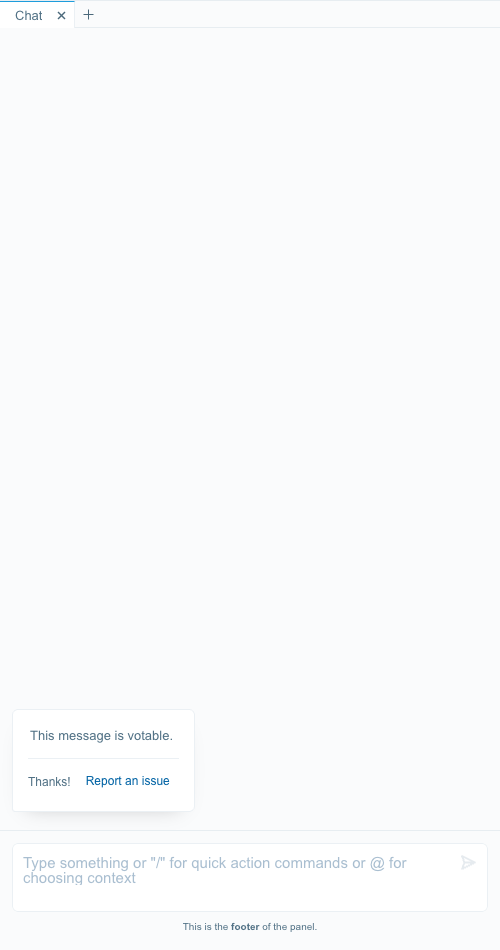 Chat
This message is votable.
Thanks! Report an issue
Type something or "/" for quick action commands or @ for
choosing context
This is the footer of the panel.